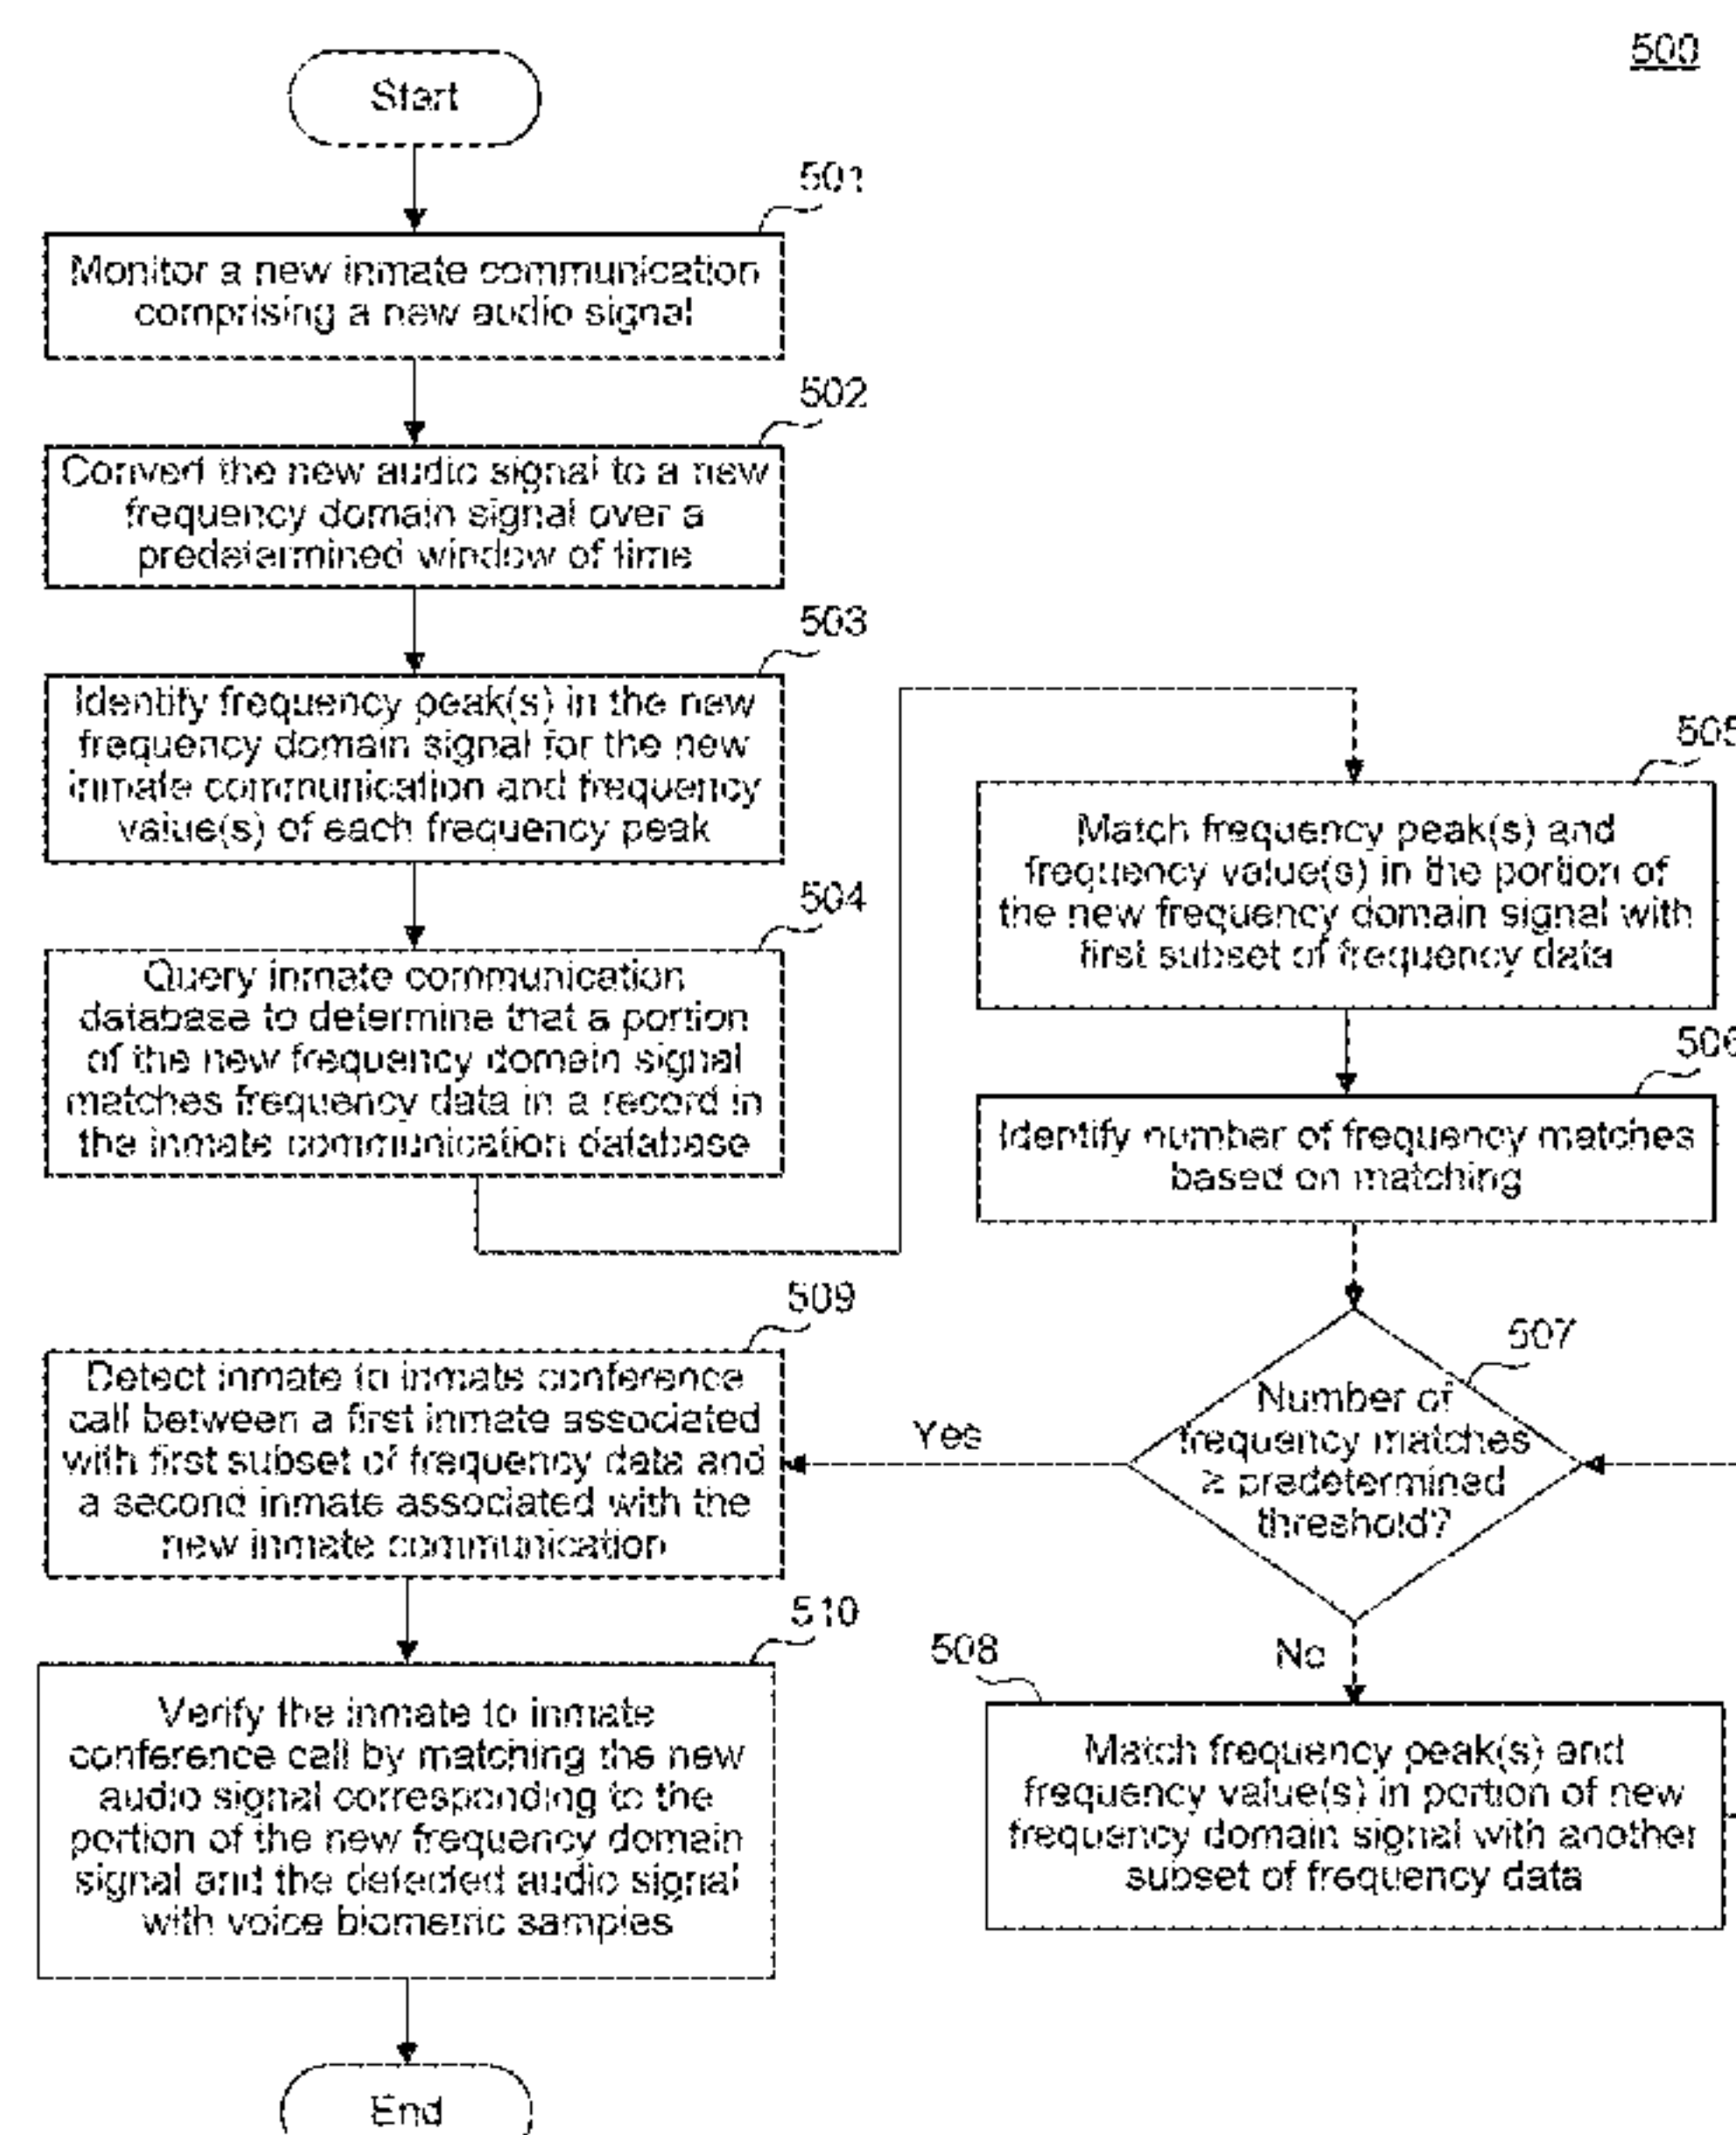 500
Start
501
Monitor a new inmate communication
comprising a new audio signal
502
Convert the new audio signal to a new
frequency domain signal over a
predetermined window of time
503
Identify frequency peak(s) in the new
frequency domain signal for the new
inmate communication and frequency
value(s) of each frequency peak
504
Query inmate communication
database to determine that a portion
of the new frequency domain signal
matches frequency data in a record in
the inmate communication database
505
Match frequency peak(s) and
frequency value(s) in the portion of
the new frequency domain signal with
first subset of frequency data
506
Identify number of frequency matches
based on matching
507
Number of
frequency matches
≥ predetermined
threshold?
Yes
No
508
Match frequency peak(s) and
frequency value(s) in portion of new
frequency domain signal with another
subset of frequency data
509
Detect inmate to inmate conference
call between a first inmate associated
with first subset of frequency data and
a second inmate associated with the
new inmate communication
510
Verify the inmate to inmate
conference call by matching the new
audio signal corresponding to the
portion of the new frequency domain
signal and the detected audio signal
with voice biometric samples
End